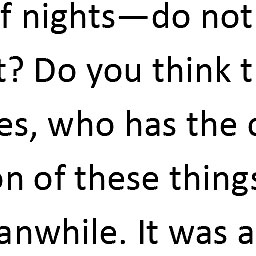 f nights—do not
t? Do you think t
es, who has the
on of these things
anwhile. It was a